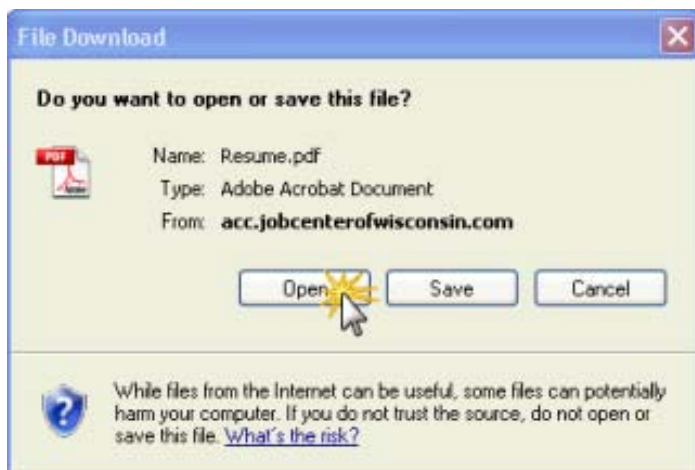 File Download
Do you want to open or save this file?
PDF
Name: Resume.pdf
Type: Adobe Acrobat Document
From: acc.jobcenterofwisconsin.com
Open Save Cancel
While files from the Internet can be useful, some files can potentially
harm your computer. If you do not trust the source, do not open or
save this file. What's the risk?